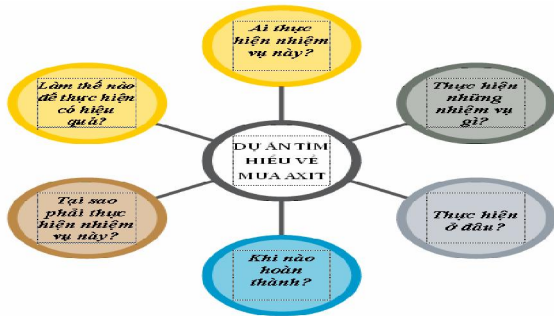 Ai thực
hiện nhiệm
vụ này?
Làm thế nào
để thực hiện
có hiệu
quả?
Thực hiện
những
nhiệm vụ
gì?
DỰ ÁN TÌM
HIỂU VỀ
MƯA AXIT
Tại sao
phải thực
hiện nhiệm
vụ này?
Thực hiện
ở đâu?
Khi nào
hoàn
thành?